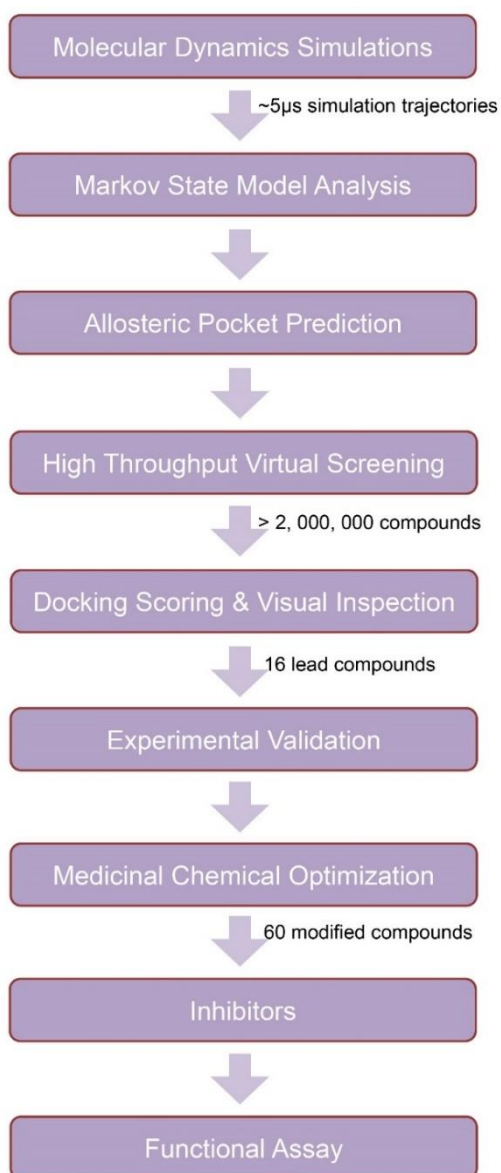 Molecular Dynamics Simulations
~5μs simulation trajectories
Markov State Model Analysis
Allosteric Pocket Prediction
High Throughput Virtual Screening
> 2, 000, 000 compounds
Docking Scoring & Visual Inspection
16 lead compounds
Experimental Validation
Medicinal Chemical Optimization
60 modified compounds
Inhibitors
Functional Assay